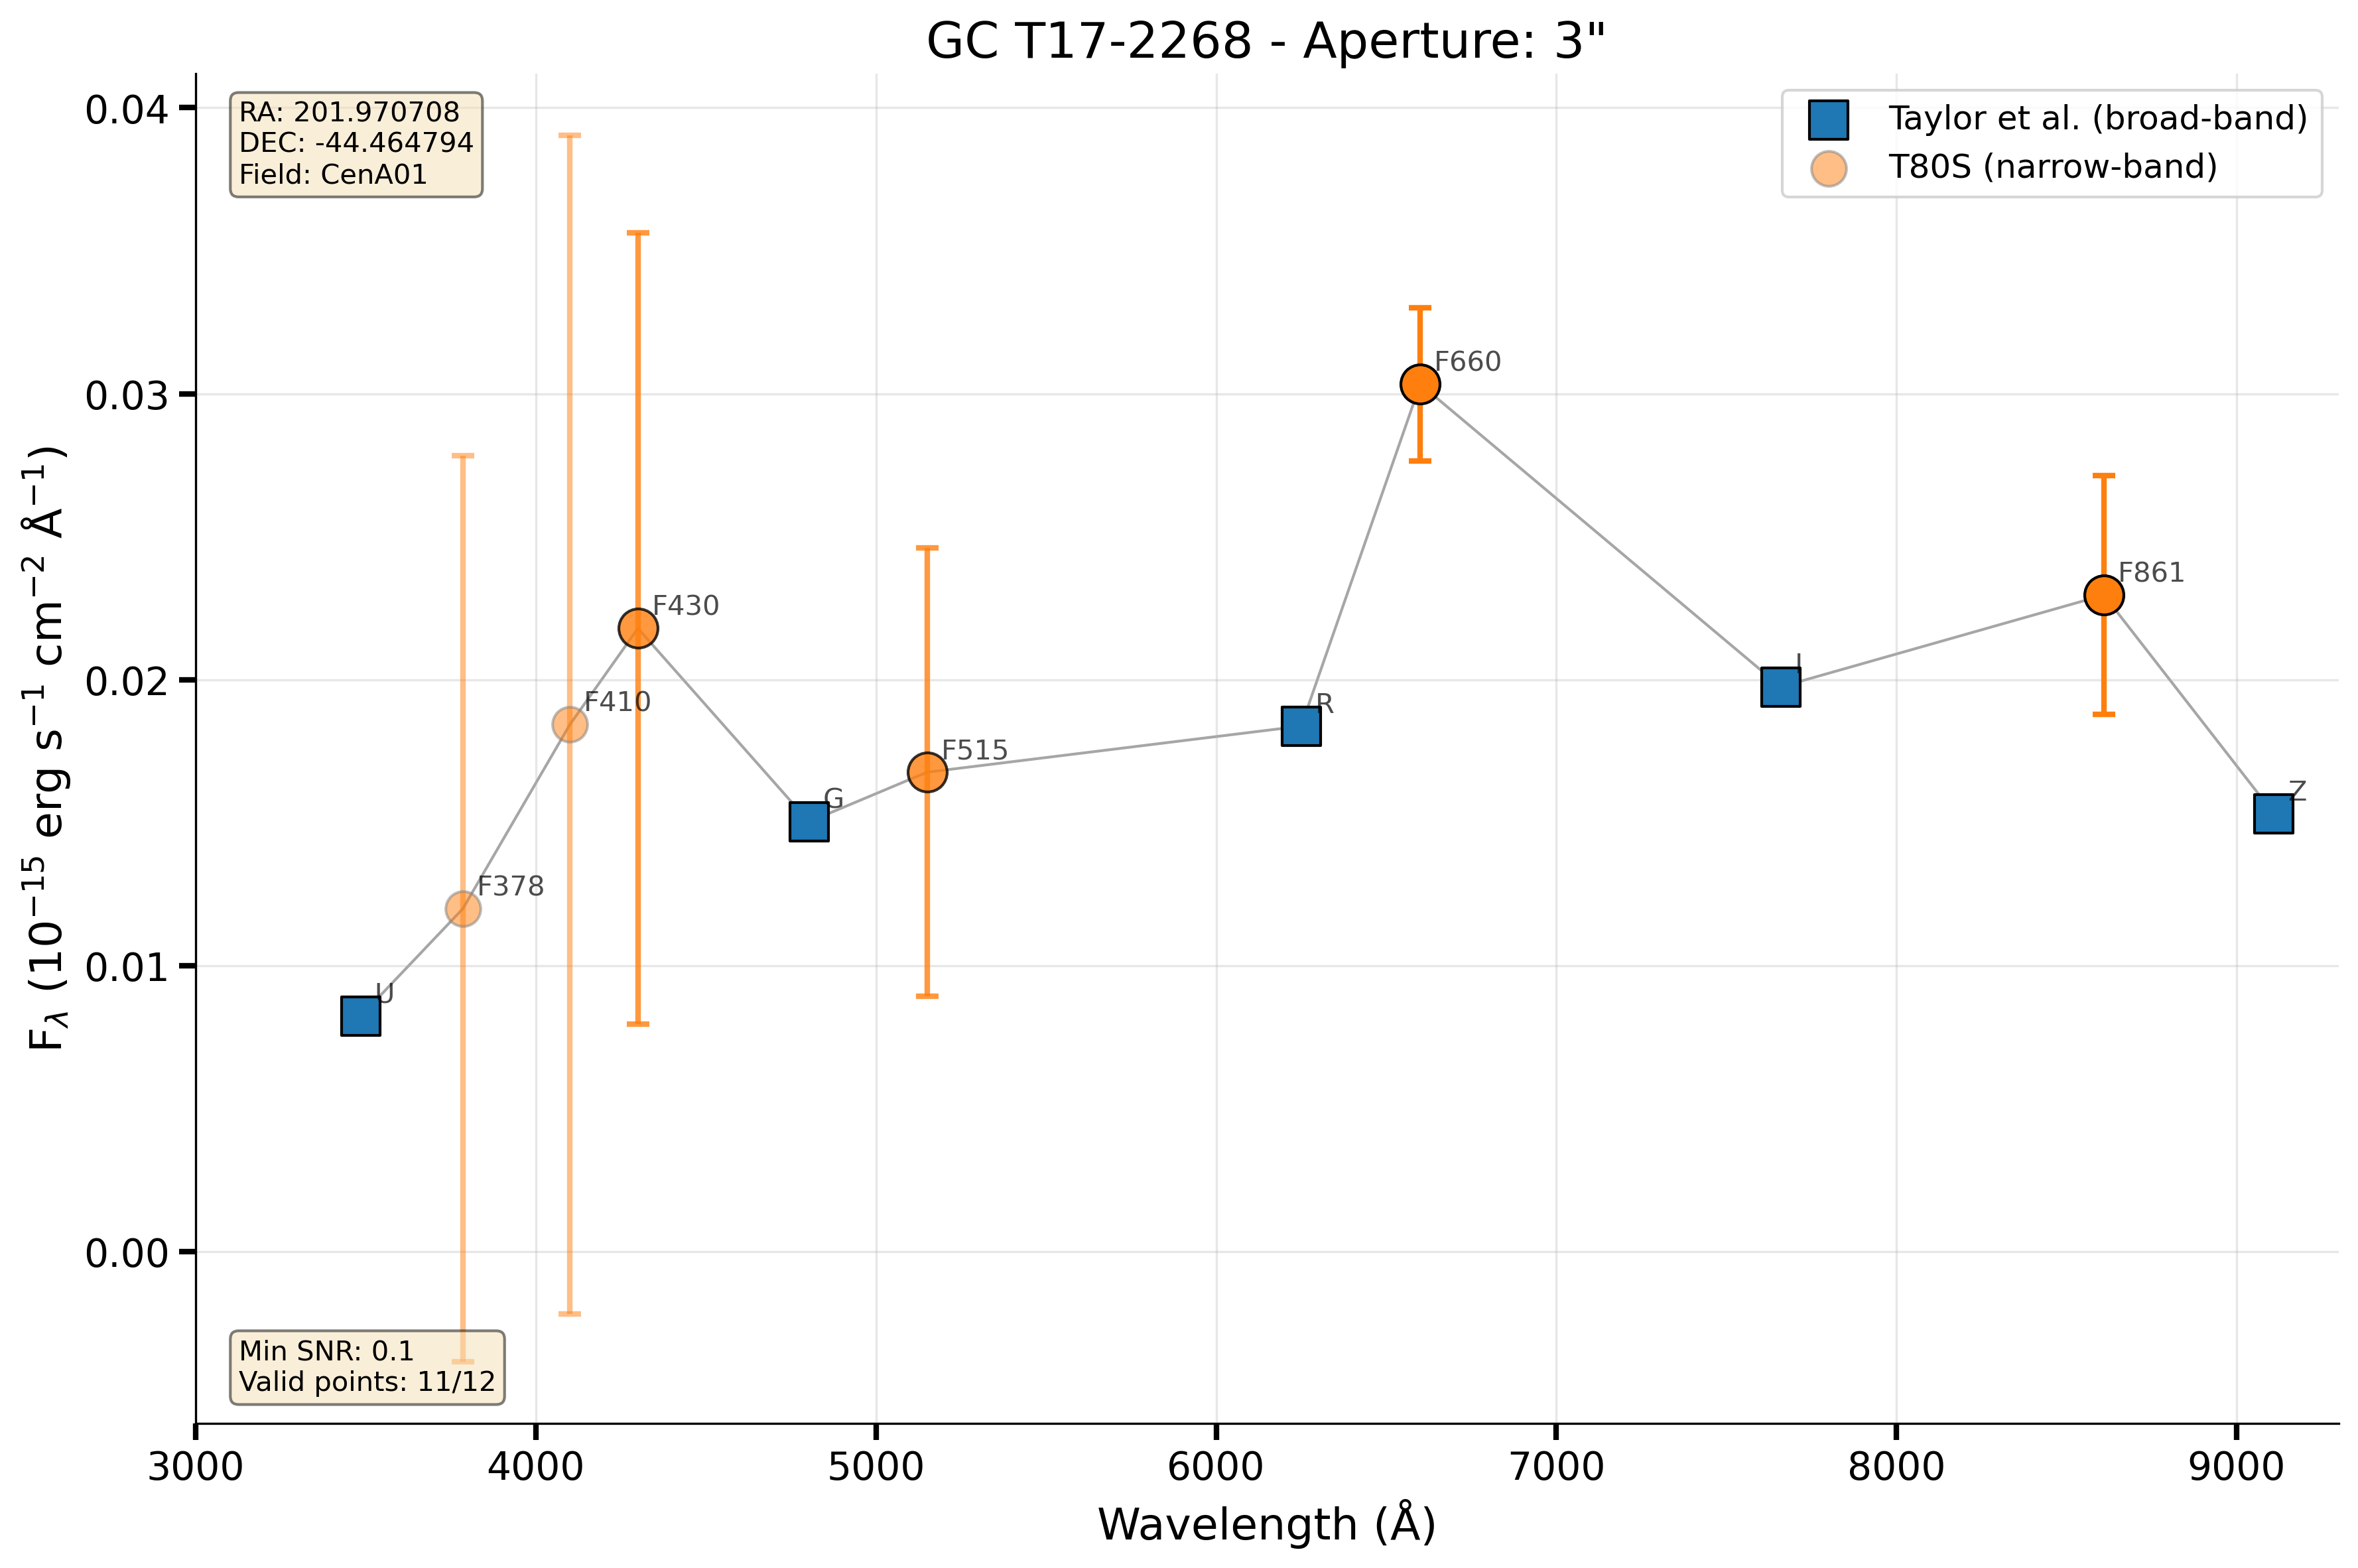 GC T17-2268 - Aperture: 3"
RA: 201.970708
DEC: -44.464794
Field: CenA01
Taylor et al. (broad-band)
T80S (narrow-band)
F$_{\lambda}$ (10$^{-15}$ erg s$^{-1}$ cm$^{-2}$ Å$^{-1}$)
0.04
0.03
0.02
0.01
0.00
U
F378
F410
F430
G
F515
R
F660
I
F861
Z
Min SNR: 0.1
Valid points: 11/12
3000 4000 5000 6000 7000 8000 9000
Wavelength (Å)